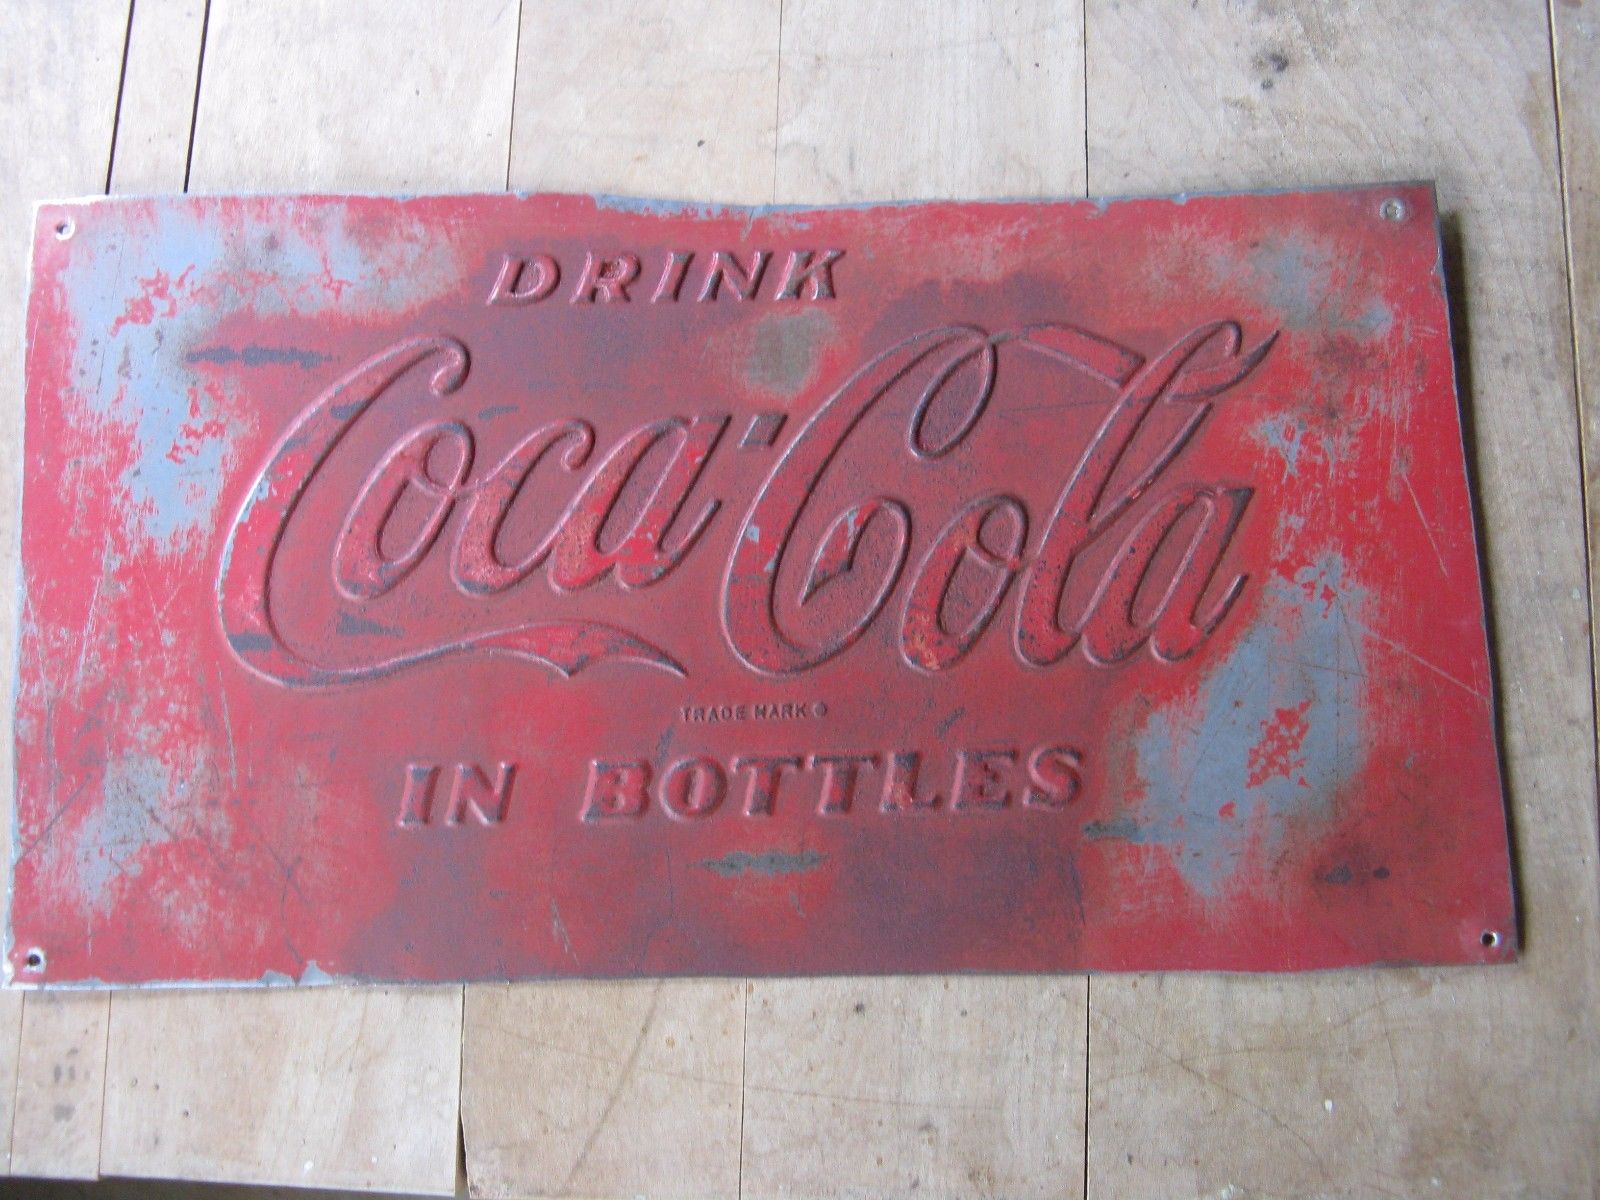 DRINK
Coca-Cola
TRADE MARK ®
IN BOTTLES